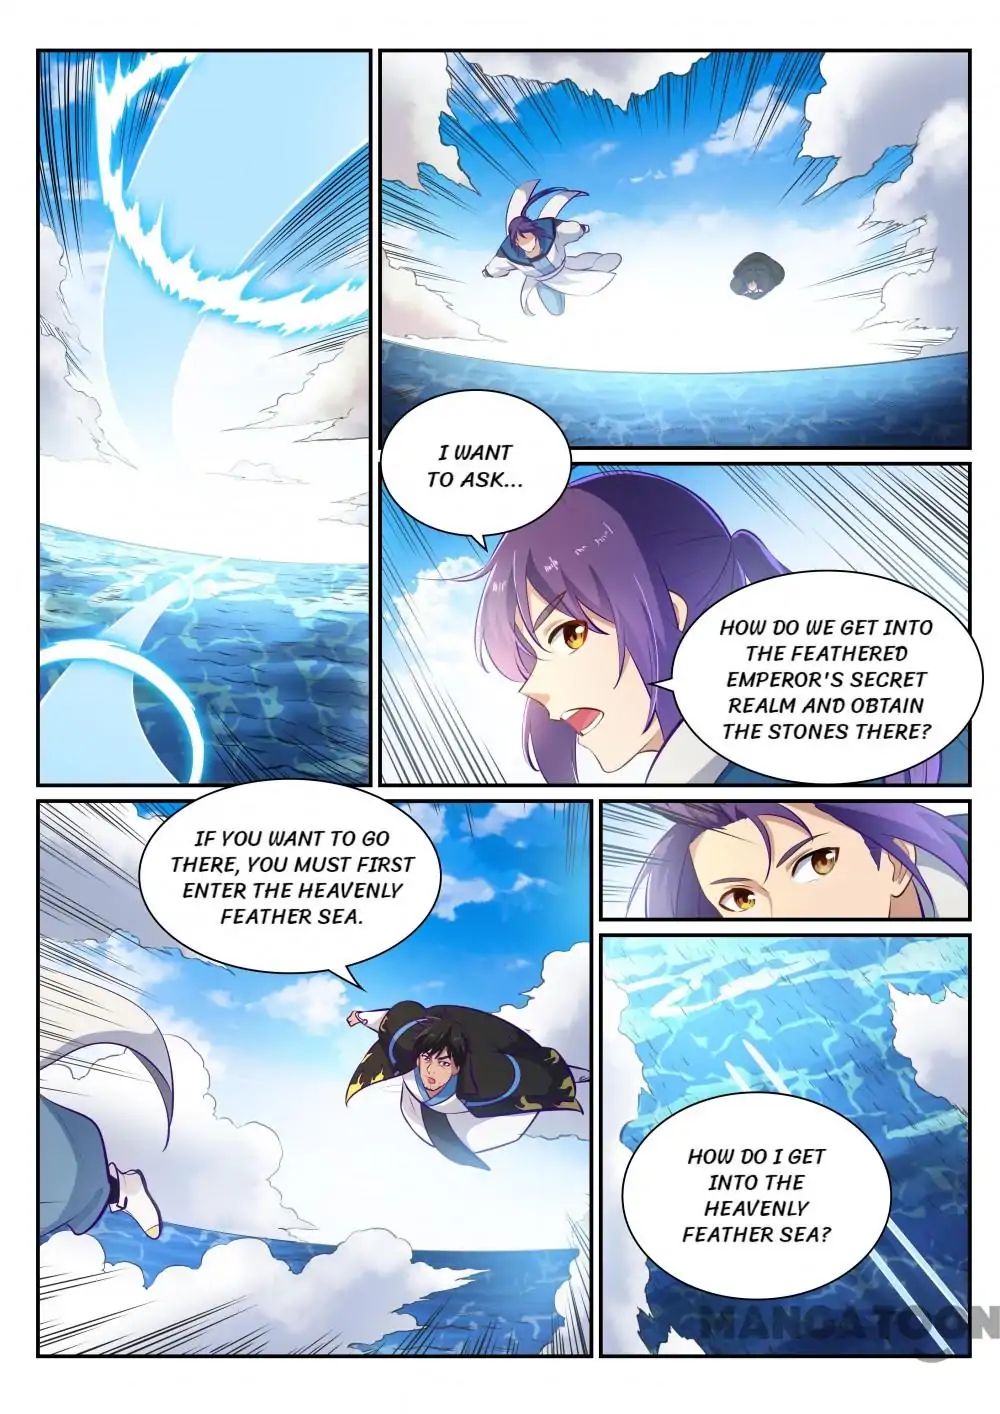 I WANT
TO ASK...
HOW DO WE GET INTO
THE FEATHERED
EMPEROR'S SECRET
REALM AND OBTAIN
THE STONES THERE?
IF YOU WANT TO GO
THERE, YOU MUST FIRST
ENTER THE HEAVENLY
FEATHER SEA.
HOW DO I GET
INTO THE
HEAVENLY
FEATHER SEA?
MANGATOON